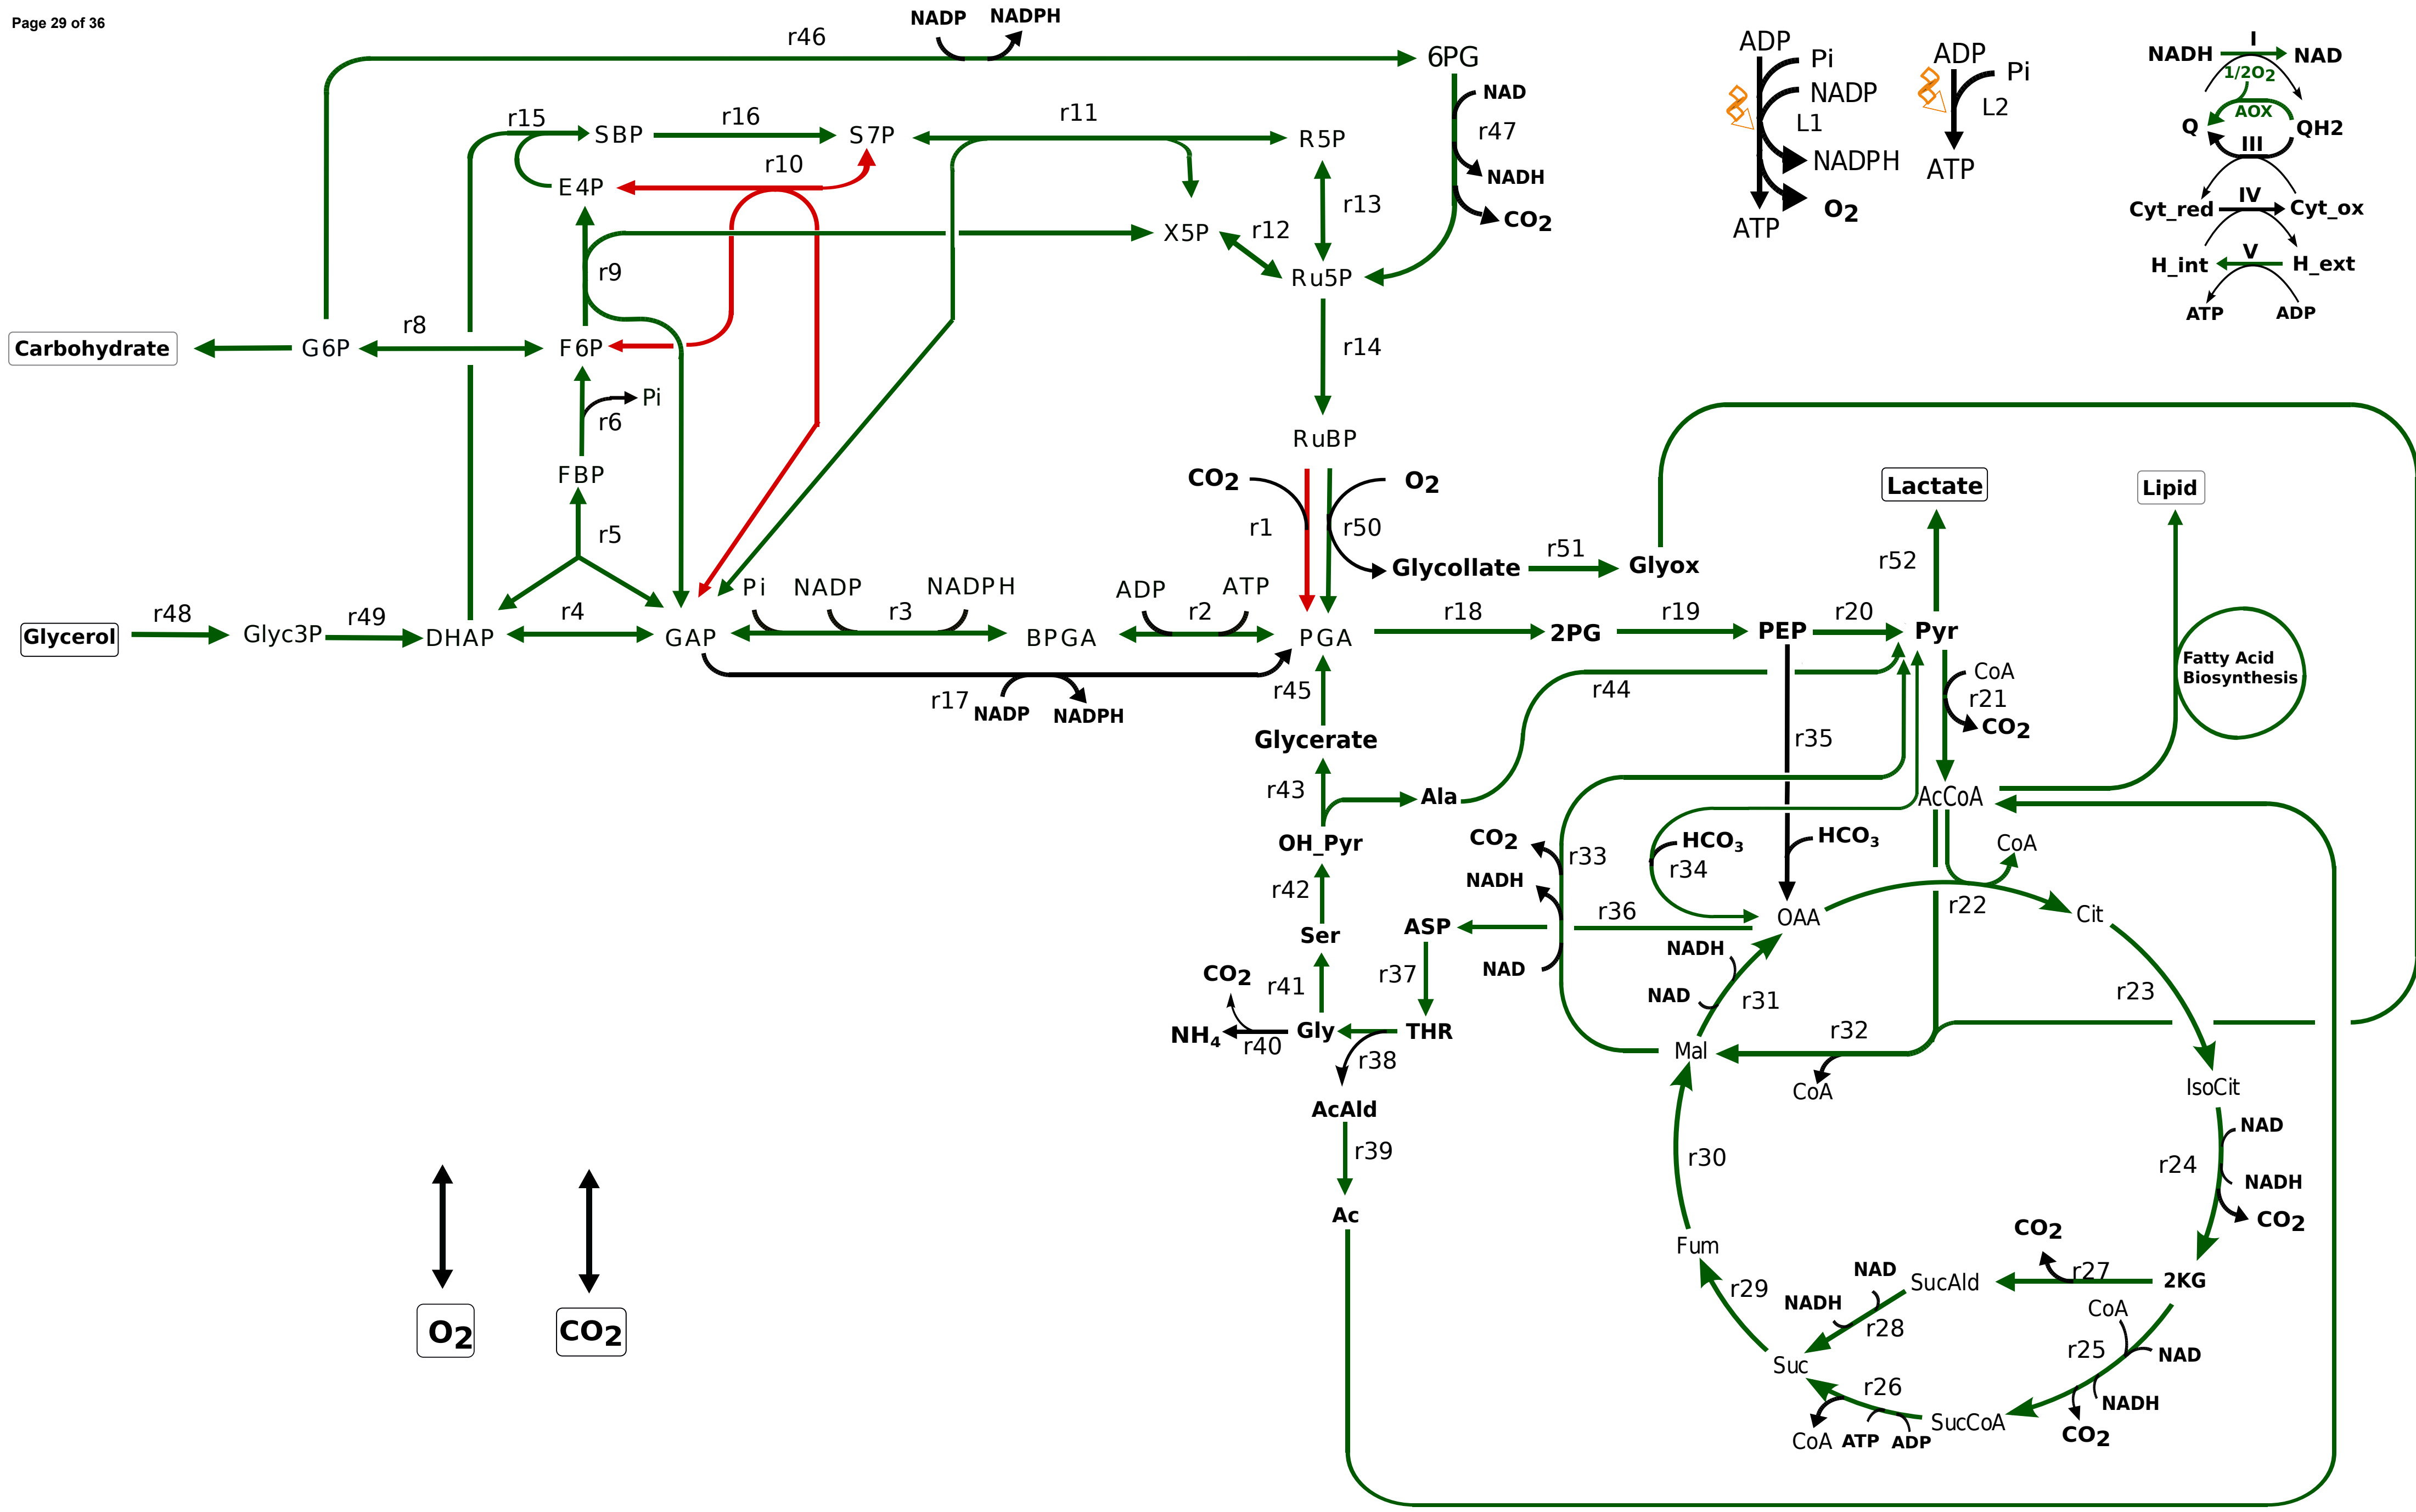 Page 29 of 36
r46
NADP
NADPH
6PG
NAD
r47
NADH
CO2
r15
SBP
r16
S7P
r11
R5P
r10
E4P
r9
X5P
r12
r13
Ru5P
r14
Carbohydrate
G6P
r8
F6P
r6
Pi
FBP
r5
RuBP
CO2
O2
r1
r50
Glycollate
r51
Glyox
Glycerol
r48
Glyc3P
r49
DHAP
r4
GAP
Pi
NADP
r3
NADPH
BPGA
ADP
r2
ATP
PGA
r18
2PG
r19
PEP
r20
Pyr
r52
Lactate
Lipid
Fatty Acid
Biosynthesis
r17
NADP
NADPH
r45
r44
CoA
r21
CO2
Glycerate
r35
r43
Ala
AcCoA
OH_Pyr
CO2
r33
HCO3
r34
HCO3
CoA
r42
NADH
Ser
ASP
r36
OAA
r22
Cit
CO2
r41
r37
NAD
NADH
NAD
r31
r23
NH4
r40
Gly
THR
r38
Mal
r32
CoA
IsoCit
AcAld
r39
Ac
r30
NAD
r24
NADH
CO2
Fum
CO2
r27
2KG
SucAld
NAD
NADH
r28
r29
Suc
CoA
r25
NAD
NADH
CO2
r26
SucCoA
CoA
ATP
ADP
O2
CO2
ADP
Pi
NADP
L1
NADPH
O2
ATP
ADP
Pi
L2
ATP
I
NADH
NAD
1/2O2
AOX
Q
QH2
III
IV
Cyt_red
Cyt_ox
V
H_int
H_ext
ATP
ADP